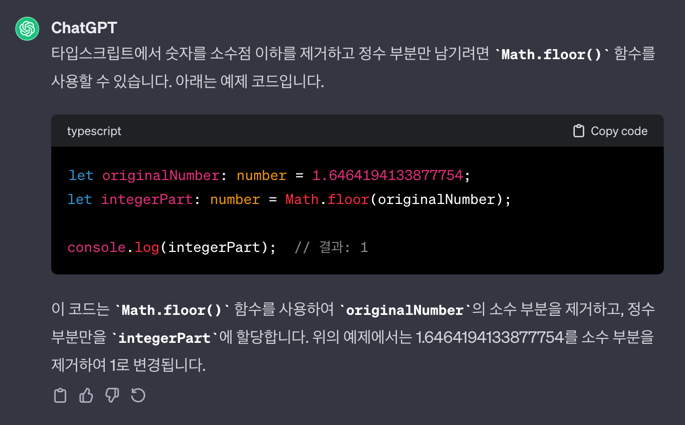 ChatGPT
타입스크립트에서 숫자를 소수점 이하를 제거하고 정수 부분만 남기려면 `Math.floor()` 함수를
사용할 수 있습니다. 아래는 예제 코드입니다.
typescript Copy code
let originalNumber: number = 1.6464194133877754;
let integerPart: number = Math.floor(originalNumber);
console.log(integerPart);  // 결과: 1
이 코드는 `Math.floor()` 함수를 사용하여 `originalNumber`의 소수 부분을 제거하고, 정수
부분만을 `integerPart`에 할당합니다. 위의 예제에서는 1.6464194133877754를 소수 부분을
제거하여 1로 변경됩니다.